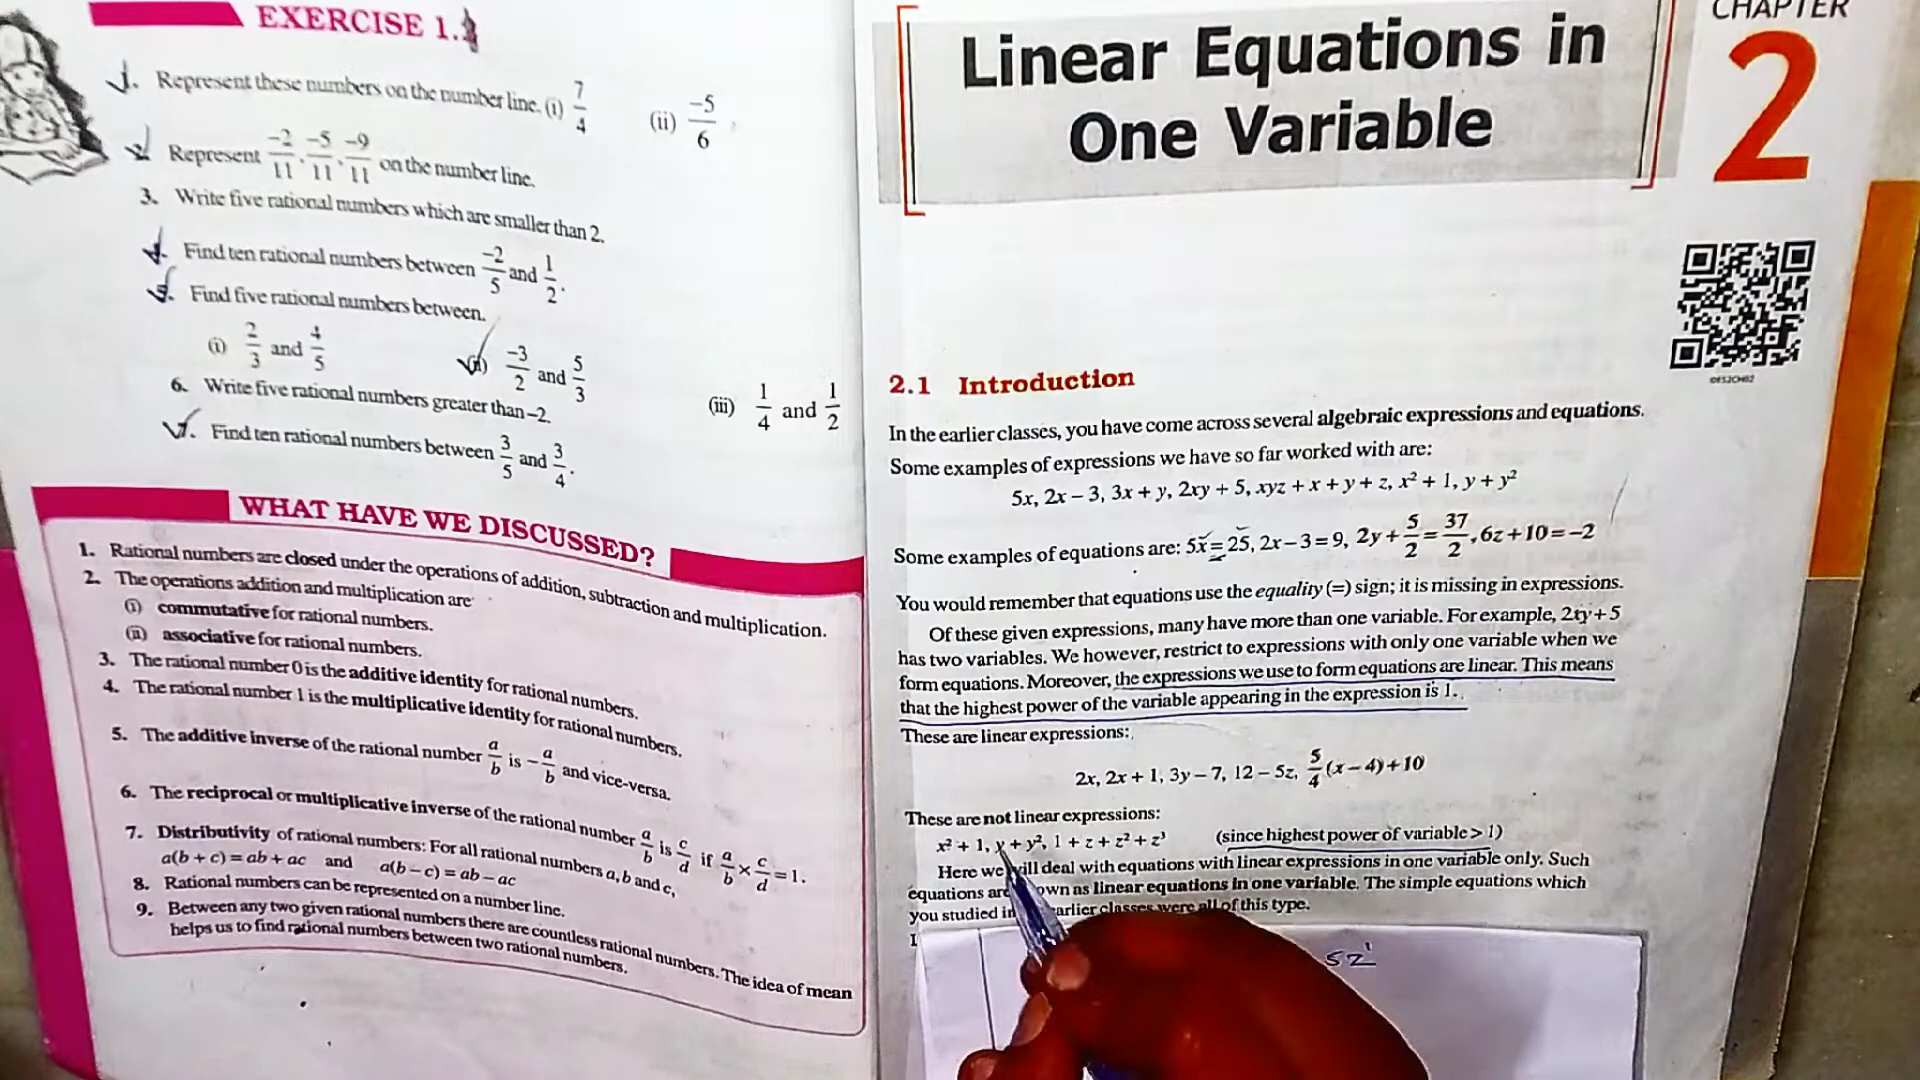 EXERCISE 1.
1. Represent these numbers on the number line. (i) 7/4 (ii) -5/6
2. Represent -2/11, -5/11, -9/11 on the number line.
3. Write five rational numbers which are smaller than 2.
4. Find ten rational numbers between -2/5 and 1/2.
5. Find five rational numbers between.
(i) 2/3 and 4/5 (ii) -3/2 and 5/3 (iii) 1/4 and 1/2
6. Write five rational numbers greater than –2.
7. Find ten rational numbers between 3/5 and 3/4.
WHAT HAVE WE DISCUSSED?
1. Rational numbers are closed under the operations of addition, subtraction and multiplication.
2. The operations addition and multiplication are
(i) commutative for rational numbers.
(ii) associative for rational numbers.
3. The rational number 0 is the additive identity for rational numbers.
4. The rational number 1 is the multiplicative identity for rational numbers.
5. The additive inverse of the rational number a/b is -a/b and vice-versa.
6. The reciprocal or multiplicative inverse of the rational number a/b is c/d if a/b × c/d = 1.
7. Distributivity of rational numbers: For all rational numbers a, b and c,
a(b + c) = ab + ac and a(b – c) = ab – ac
8. Rational numbers can be represented on a number line.
9. Between any two given rational numbers there are countless rational numbers. The idea of mean
helps us to find rational numbers between two rational numbers.
CHAPTER
2
Linear Equations in
One Variable
2.1 Introduction
In the earlier classes, you have come across several algebraic expressions and equations.
Some examples of expressions we have so far worked with are:
5x, 2x – 3, 3x + y, 2xy + 5, xyz + x + y + z, x² + 1, y + y²
Some examples of equations are: 5x = 25, 2x – 3 = 9, 2y + 5/2 = 37/2, 6z + 10 = –2
You would remember that equations use the equality (=) sign; it is missing in expressions.
Of these given expressions, many have more than one variable. For example, 2xy + 5
has two variables. We however, restrict to expressions with only one variable when we
form equations. Moreover, the expressions we use to form equations are linear. This means
that the highest power of the variable appearing in the expression is 1.
These are linear expressions:
2x, 2x + 1, 3y – 7, 12 – 5z, 5/4 (x – 4) + 10
These are not linear expressions:
x² + 1, y + y², 1 + z + z² + z³ (since highest power of variable > 1)
Here we will deal with equations with linear expressions in one variable only. Such
equations are own as linear equations in one variable. The simple equations which
you studied in arlier classes were all of this type.
5z¹